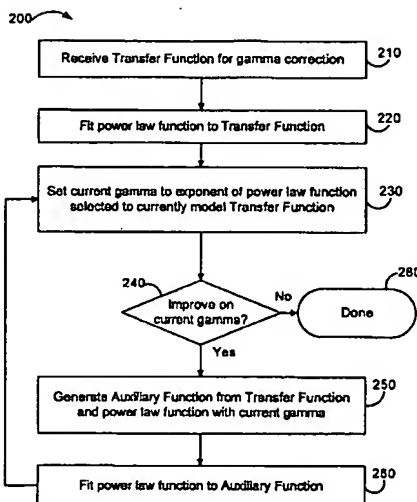 200
Receive Transfer Function for gamma correction
210
Fit power law function to Transfer Function
220
Set current gamma to exponent of power law function
selected to currently model Transfer Function
230
240
Improve on
current gamma?
No
280
Done
Yes
Generate Auxiliary Function from Transfer Function
and power law function with current gamma
250
Fit power law function to Auxiliary Function
260